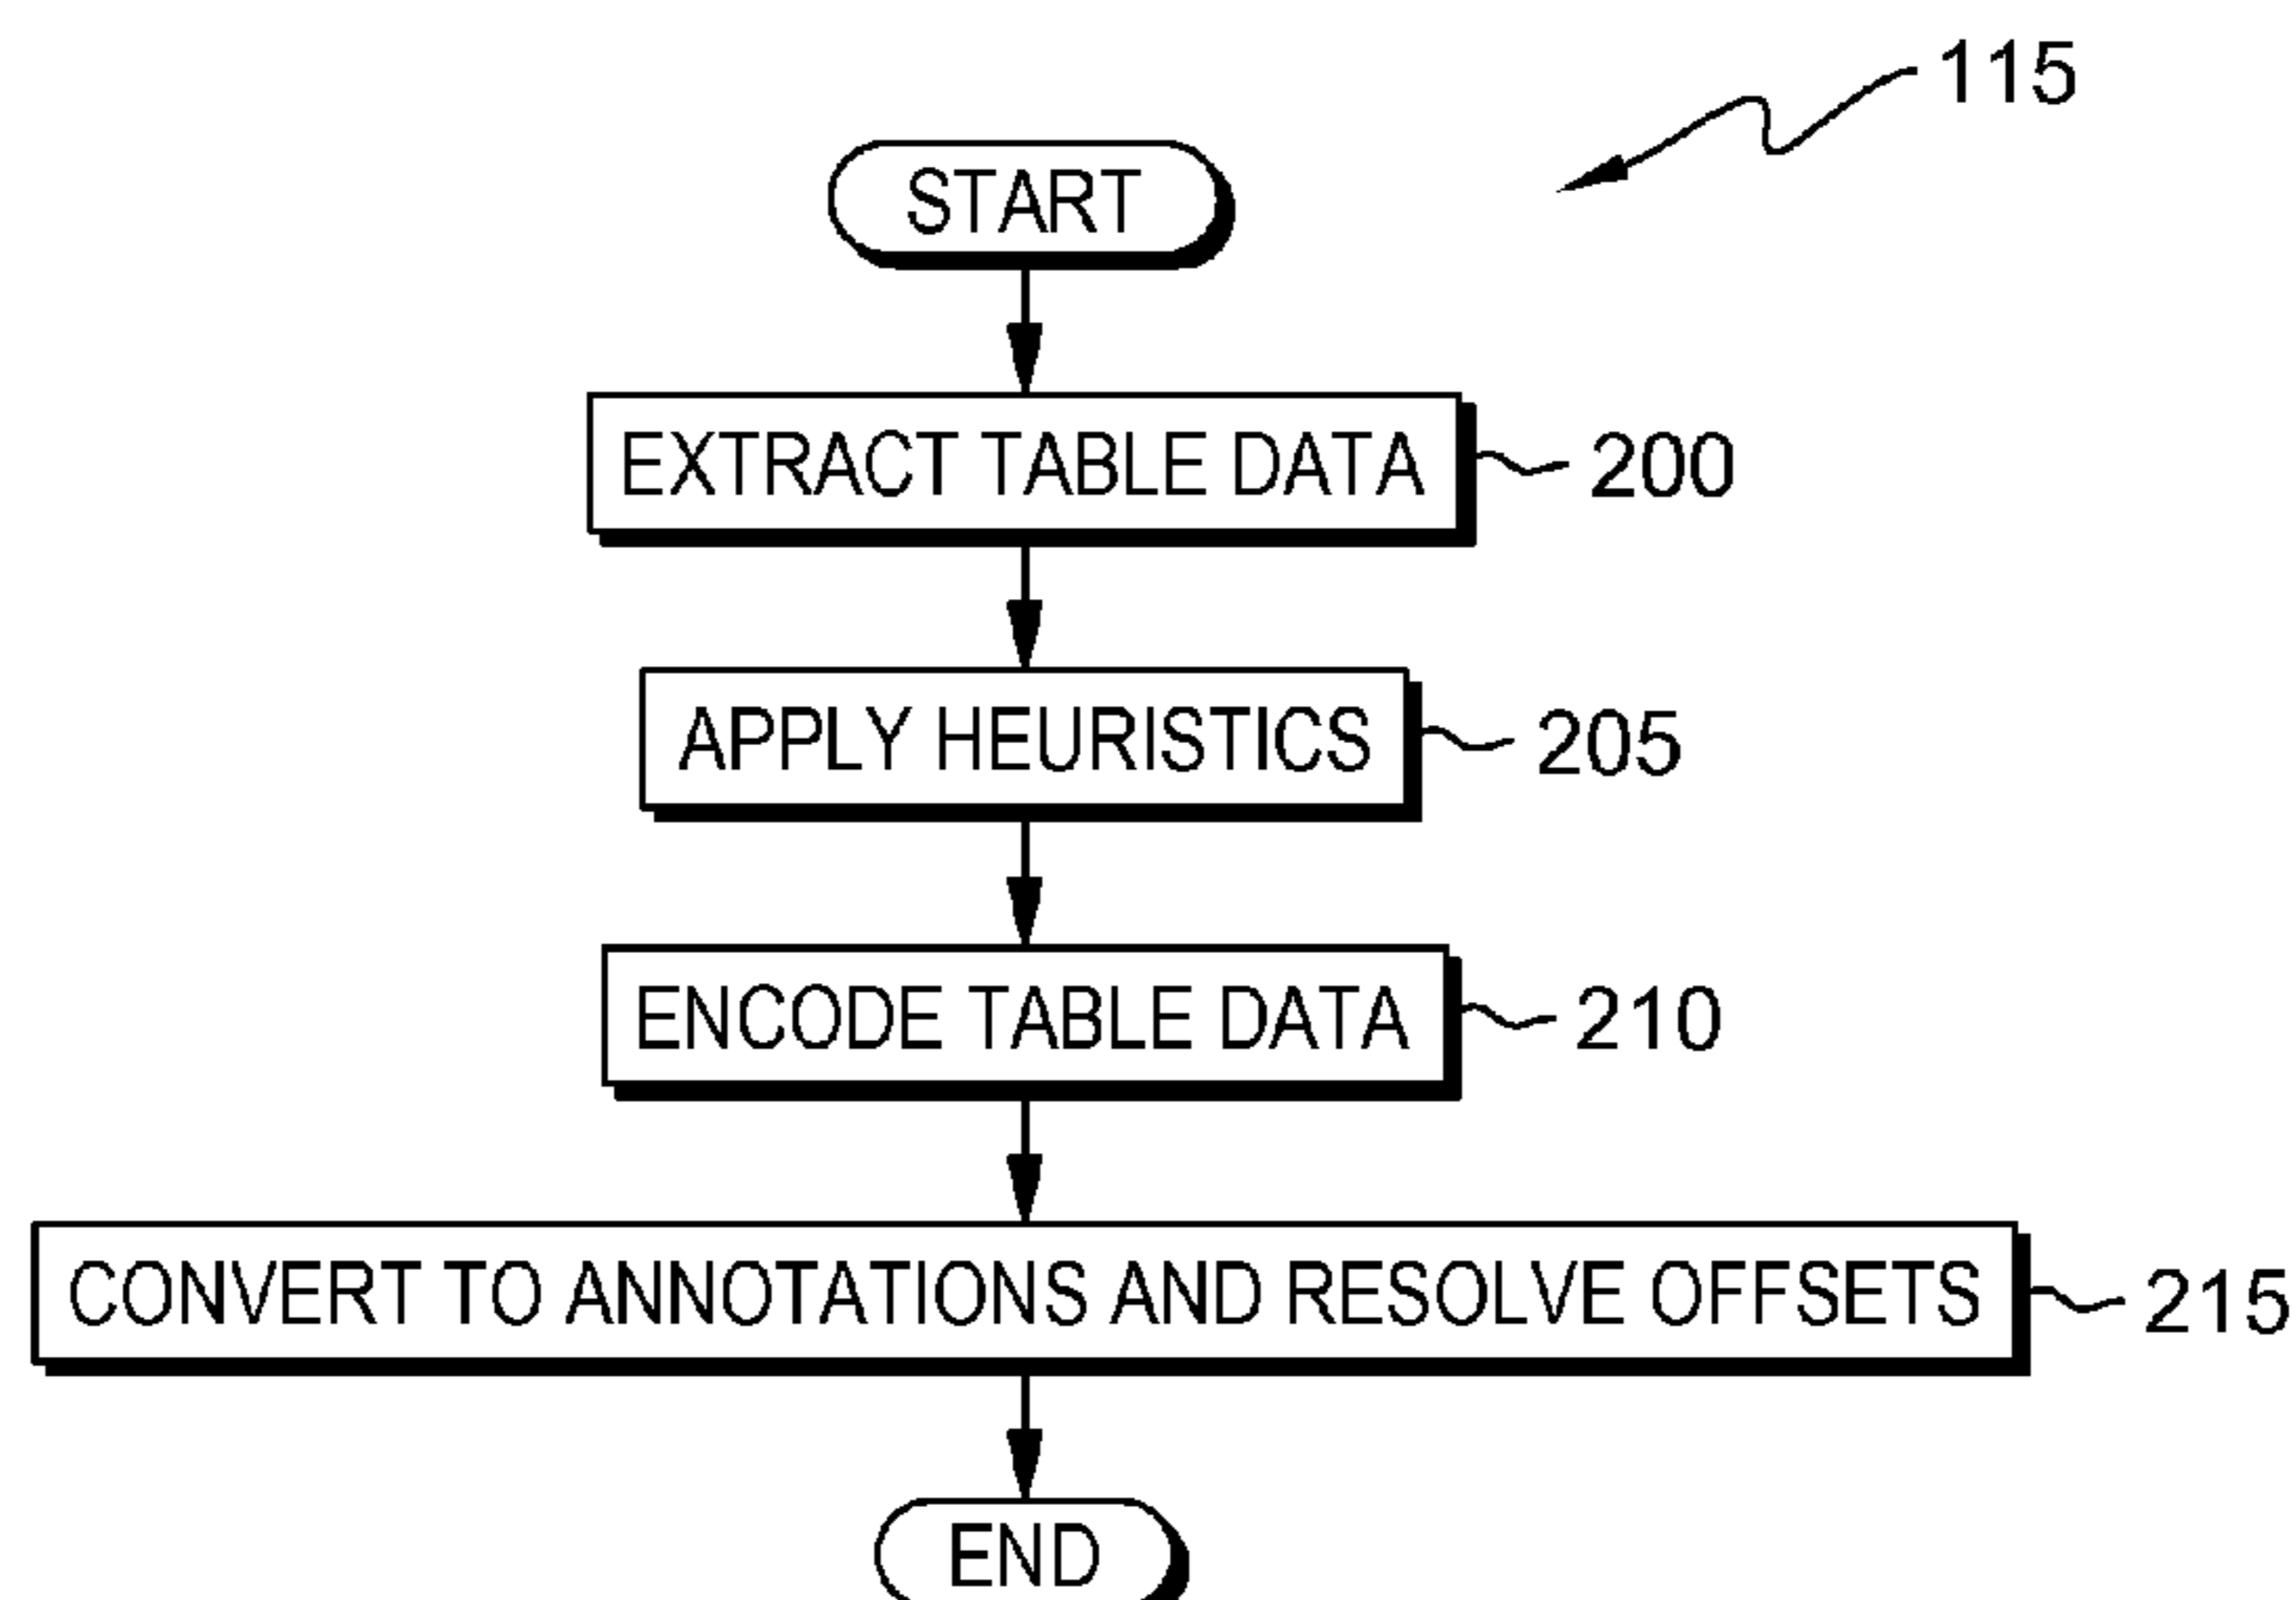 115
START
EXTRACT TABLE DATA 200
APPLY HEURISTICS 205
ENCODE TABLE DATA 210
CONVERT TO ANNOTATIONS AND RESOLVE OFFSETS 215
END